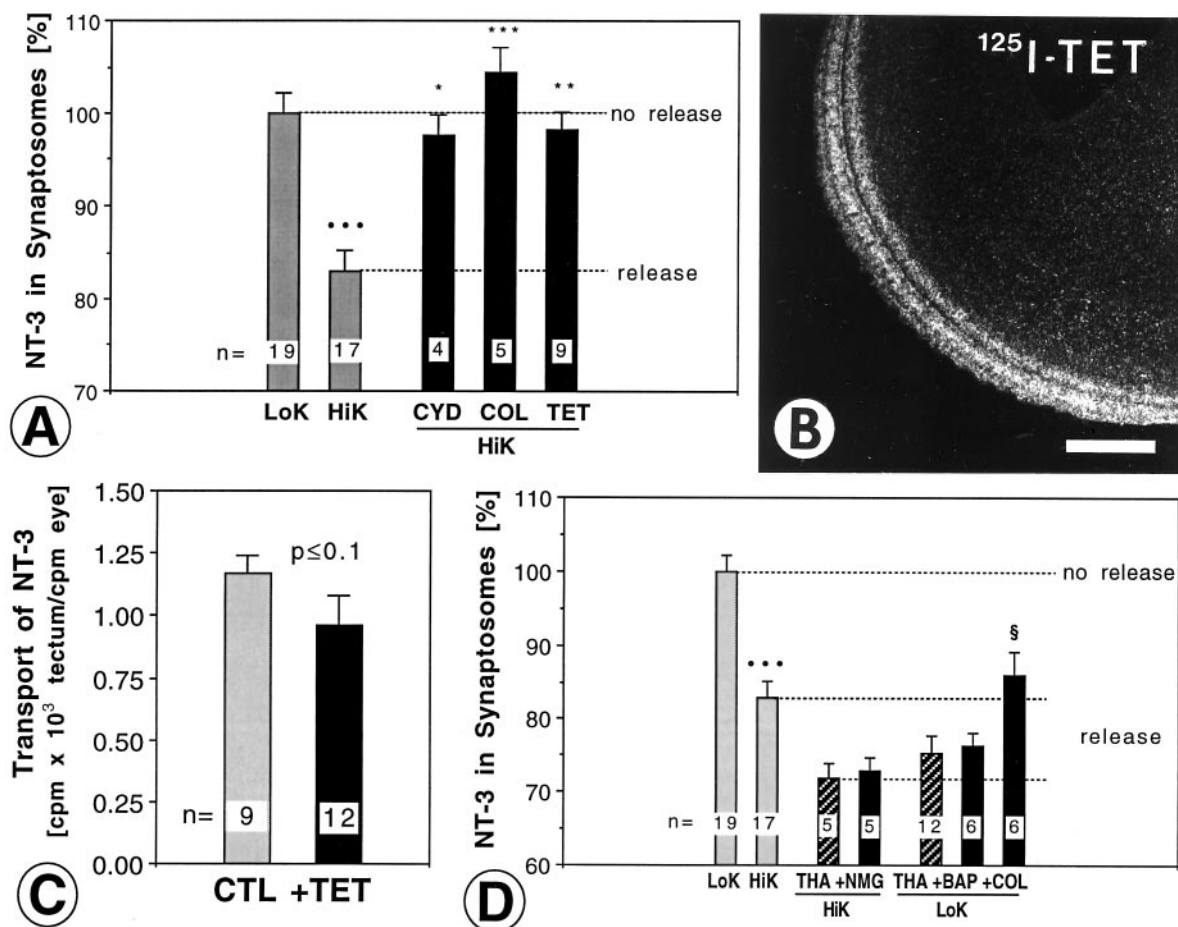 NT-3 in Synaptosomes [%]
110
100
90
80
70
***
*
**
no release
•••
release
n= 19 17 4 5 9
LoK HiK CYD COL TET
HiK
A
125I-TET
B
Transport of NT-3
[cpm x 10³ tectum/cpm eye]
1.50
1.25
1.00
0.75
0.50
0.25
0.00
p≤0.1
n= 9 12
CTL +TET
C
NT-3 in Synaptosomes [%]
110
100
90
80
70
60
no release
§
•••
release
n= 19 17 5 5 12 6 6
LoK HiK THA +NMG THA +BAP +COL
HiK LoK
D